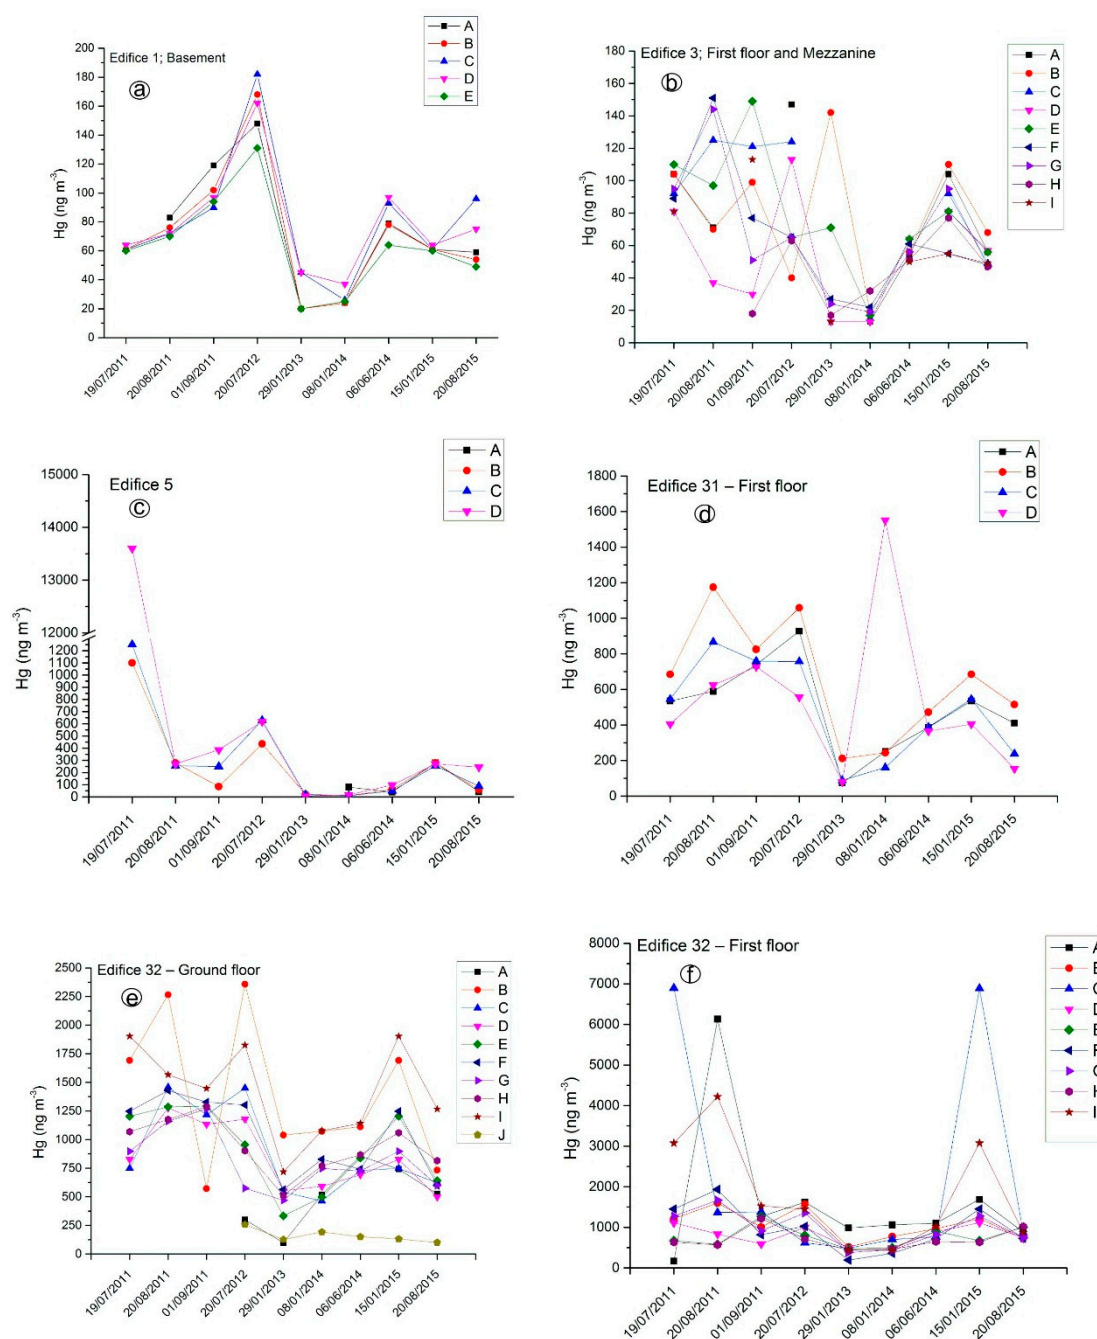 Edifice 1; Basement
ⓐ
A
B
C
D
E
Hg (ng m⁻³)
200
180
160
140
120
100
80
60
40
20
0
19/07/2011
20/08/2011
01/09/2011
20/07/2012
29/01/2013
08/01/2014
06/06/2014
15/01/2015
20/08/2015
Edifice 3; First floor and Mezzanine
ⓑ
A
B
C
D
E
F
G
H
I
Hg (ng m⁻³)
180
160
140
120
100
80
60
40
20
0
19/07/2011
20/08/2011
01/09/2011
20/07/2012
29/01/2013
08/01/2014
06/06/2014
15/01/2015
20/08/2015
Edifice 5
ⓒ
A
B
C
D
Hg (ng m⁻³)
15000
14000
13000
12000
1200
1100
1000
900
800
700
600
500
400
300
200
100
0
19/07/2011
20/08/2011
01/09/2011
20/07/2012
29/01/2013
08/01/2014
06/06/2014
15/01/2015
20/08/2015
Edifice 31 – First floor
ⓓ
A
B
C
D
Hg (ng m⁻³)
1800
1600
1400
1200
1000
800
600
400
200
0
19/07/2011
20/08/2011
01/09/2011
20/07/2012
29/01/2013
08/01/2014
06/06/2014
15/01/2015
20/08/2015
Edifice 32 – Ground floor
ⓔ
A
B
C
D
E
F
G
H
I
J
Hg (ng m⁻³)
2500
2250
2000
1750
1500
1250
1000
750
500
250
0
19/07/2011
20/08/2011
01/09/2011
20/07/2012
29/01/2013
08/01/2014
06/06/2014
15/01/2015
20/08/2015
Edifice 32 – First floor
ⓕ
A
B
C
D
E
F
G
H
I
Hg (ng m⁻³)
8000
7000
6000
5000
4000
3000
2000
1000
0
19/07/2011
20/08/2011
01/09/2011
20/07/2012
29/01/2013
08/01/2014
06/06/2014
15/01/2015
20/08/2015